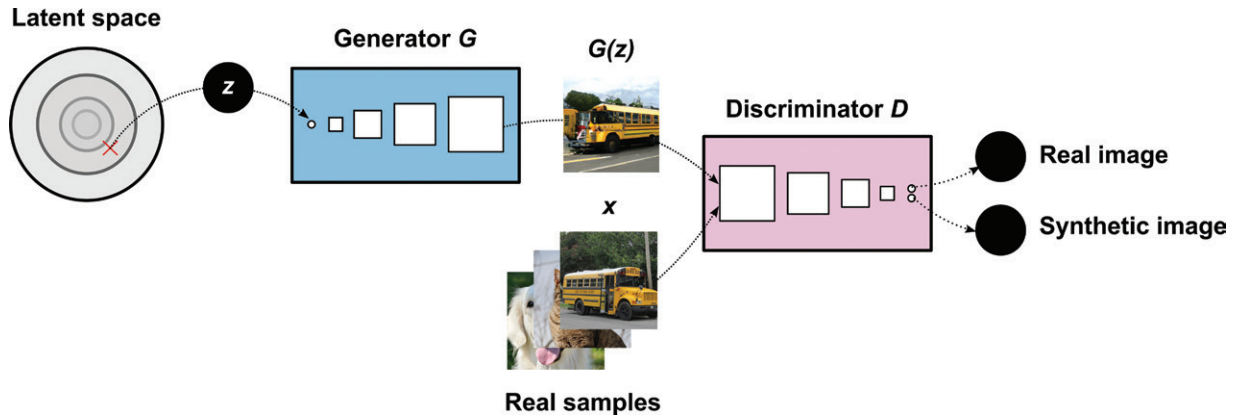 Latent space
z
Generator G
G(z)
x
Real samples
Discriminator D
Real image
Synthetic image